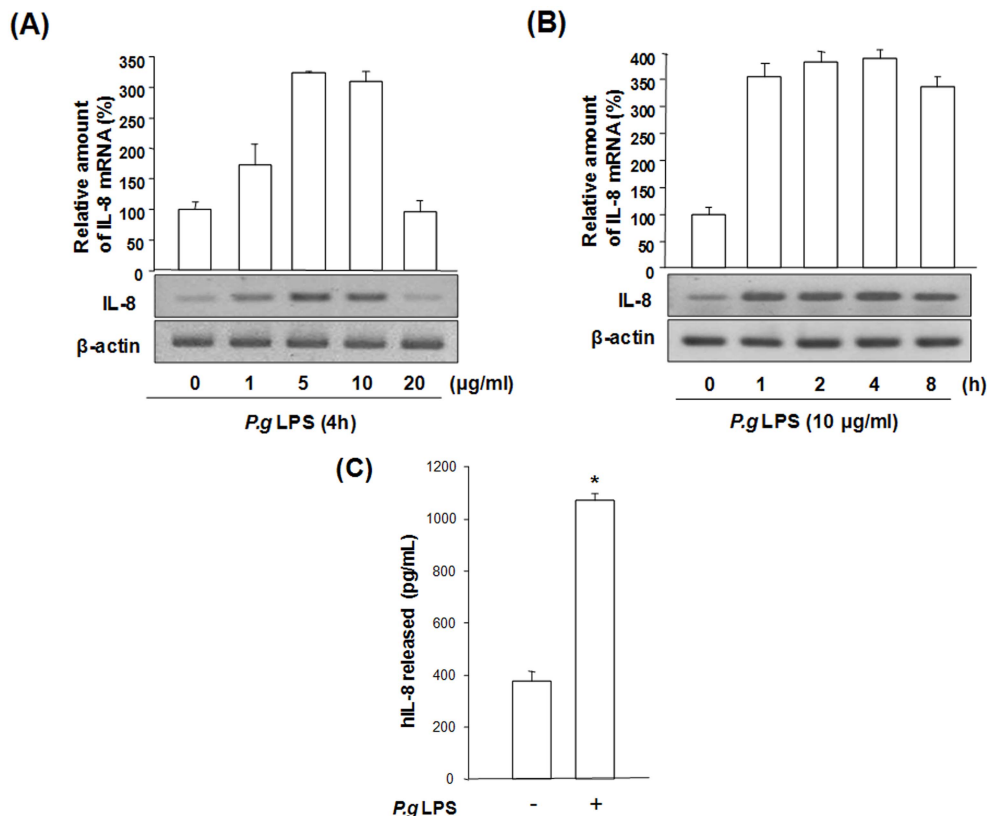 (A)
Relative amount
of IL-8 mRNA (%)
350
300
250
200
150
100
50
0
IL-8
β-actin
0 1 5 10 20 (μg/ml)
P.g LPS (4h)
(B)
Relative amount
of IL-8 mRNA (%)
400
350
300
250
200
150
100
50
0
IL-8
β-actin
0 1 2 4 8 (h)
P.g LPS (10 μg/ml)
(C)
hIL-8 released (pg/mL)
1200
1000
800
600
400
200
0
*
P.g LPS - +